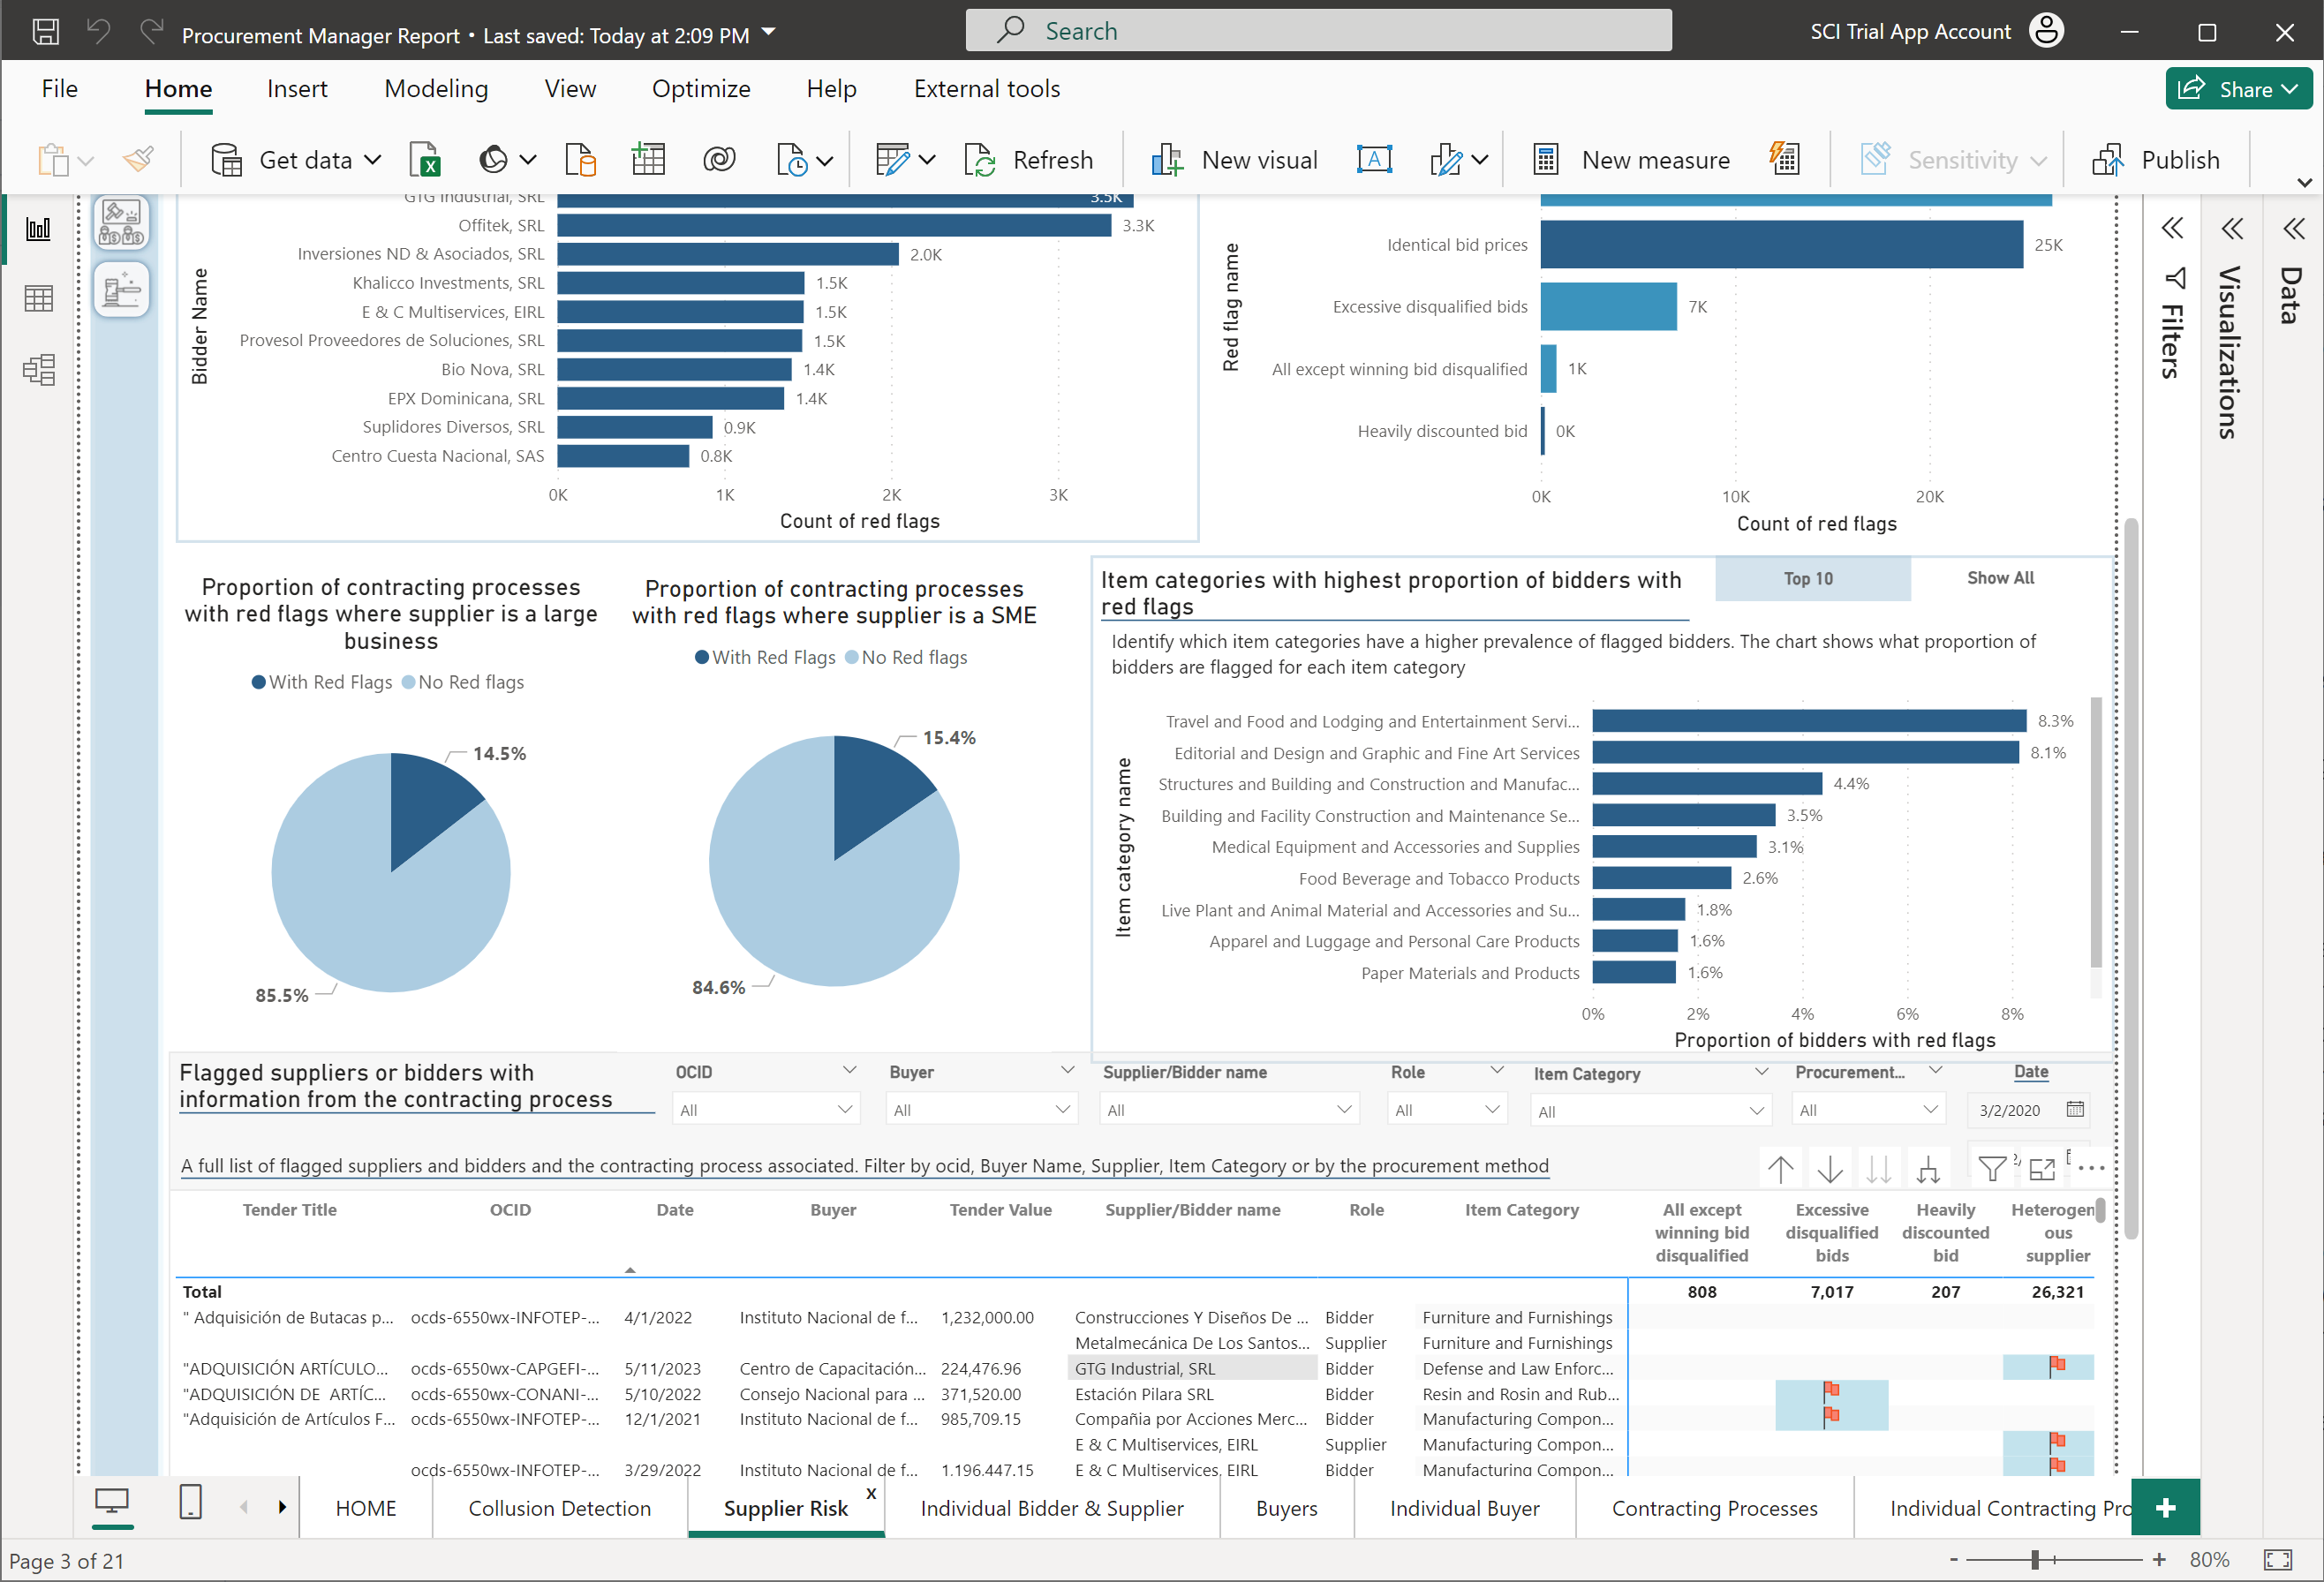 Procurement Manager Report • Last saved: Today at 2:09 PM
Search
SCI Trial App Account
File Home Insert Modeling View Optimize Help External tools
Share
Get data
Refresh
New visual
New measure
Sensitivity
Publish
GTG Industrial, SRL 3.5K
Offitek, SRL 3.3K
Inversiones ND & Asociados, SRL 2.0K
Khalicco Investments, SRL 1.5K
E & C Multiservices, EIRL 1.5K
Provesol Proveedores de Soluciones, SRL 1.5K
Bio Nova, SRL 1.4K
EPX Dominicana, SRL 1.4K
Suplidores Diversos, SRL 0.9K
Centro Cuesta Nacional, SAS 0.8K
Bidder Name
0K 1K 2K 3K
Count of red flags
Red flag name
Identical bid prices 25K
Excessive disqualified bids 7K
All except winning bid disqualified 1K
Heavily discounted bid 0K
0K 10K 20K
Count of red flags
Filters
Visualizations
Data
Proportion of contracting processes
with red flags where supplier is a large
business
With Red Flags No Red flags
14.5%
85.5%
Proportion of contracting processes
with red flags where supplier is a SME
With Red Flags No Red flags
15.4%
84.6%
Item categories with highest proportion of bidders with
red flags
Top 10
Show All
Identify which item categories have a higher prevalence of flagged bidders. The chart shows what proportion of
bidders are flagged for each item category
Item category name
Travel and Food and Lodging and Entertainment Servi... 8.3%
Editorial and Design and Graphic and Fine Art Services 8.1%
Structures and Building and Construction and Manufac... 4.4%
Building and Facility Construction and Maintenance Se... 3.5%
Medical Equipment and Accessories and Supplies 3.1%
Food Beverage and Tobacco Products 2.6%
Live Plant and Animal Material and Accessories and Su... 1.8%
Apparel and Luggage and Personal Care Products 1.6%
Paper Materials and Products 1.6%
0% 2% 4% 6% 8%
Proportion of bidders with red flags
Flagged suppliers or bidders with
information from the contracting process
OCID Buyer Supplier/Bidder name Role Item Category Procurement... Date
All All All All All All 3/2/2020
A full list of flagged suppliers and bidders and the contracting process associated. Filter by ocid, Buyer Name, Supplier, Item Category or by the procurement method
Tender Title OCID Date Buyer Tender Value Supplier/Bidder name Role Item Category All except Excessive Heavily Heterogen
winning bid disqualified discounted ous
disqualified bids bid supplier
Total 808 7,017 207 26,321
" Adquisición de Butacas p... ocds-6550wx-INFOTEP-... 4/1/2022 Instituto Nacional de f... 1,232,000.00 Construcciones Y Diseños De ... Bidder Furniture and Furnishings
Metalmecánica De Los Santos... Supplier Furniture and Furnishings
"ADQUISICIÓN ARTÍCULO... ocds-6550wx-CAPGEFI-... 5/11/2023 Centro de Capacitación... 224,476.96 GTG Industrial, SRL Bidder Defense and Law Enforc...
"ADQUISICIÓN DE ARTÍC... ocds-6550wx-CONANI-... 5/10/2022 Consejo Nacional para ... 371,520.00 Estación Pilara SRL Bidder Resin and Rosin and Rub...
"Adquisición de Artículos F... ocds-6550wx-INFOTEP-... 12/1/2021 Instituto Nacional de f... 985,709.15 Compañia por Acciones Merc... Bidder Manufacturing Compon...
E & C Multiservices, EIRL Supplier Manufacturing Compon...
ocds-6550wx-INFOTEP-... 3/29/2022 Instituto Nacional de f... 1,196,447.15 E & C Multiservices, EIRL Bidder Manufacturing Compon...
HOME Collusion Detection Supplier Risk x Individual Bidder & Supplier Buyers Individual Buyer Contracting Processes Individual Contracting Pro
Page 3 of 21
- + 80%